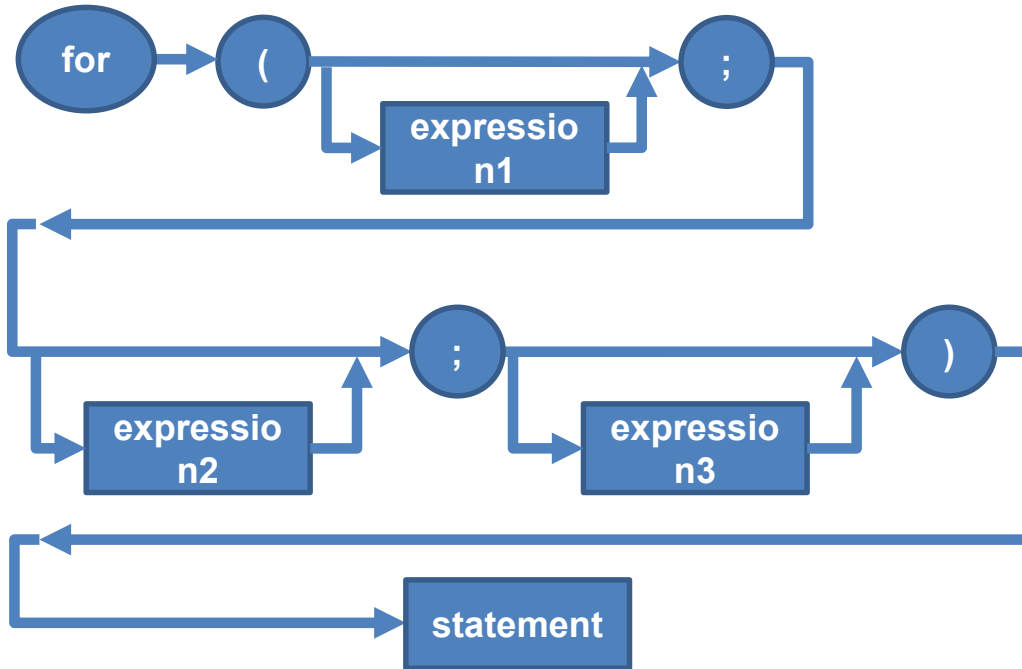 for
(
;
expressio
n1
;
)
expressio
n2
expressio
n3
statement